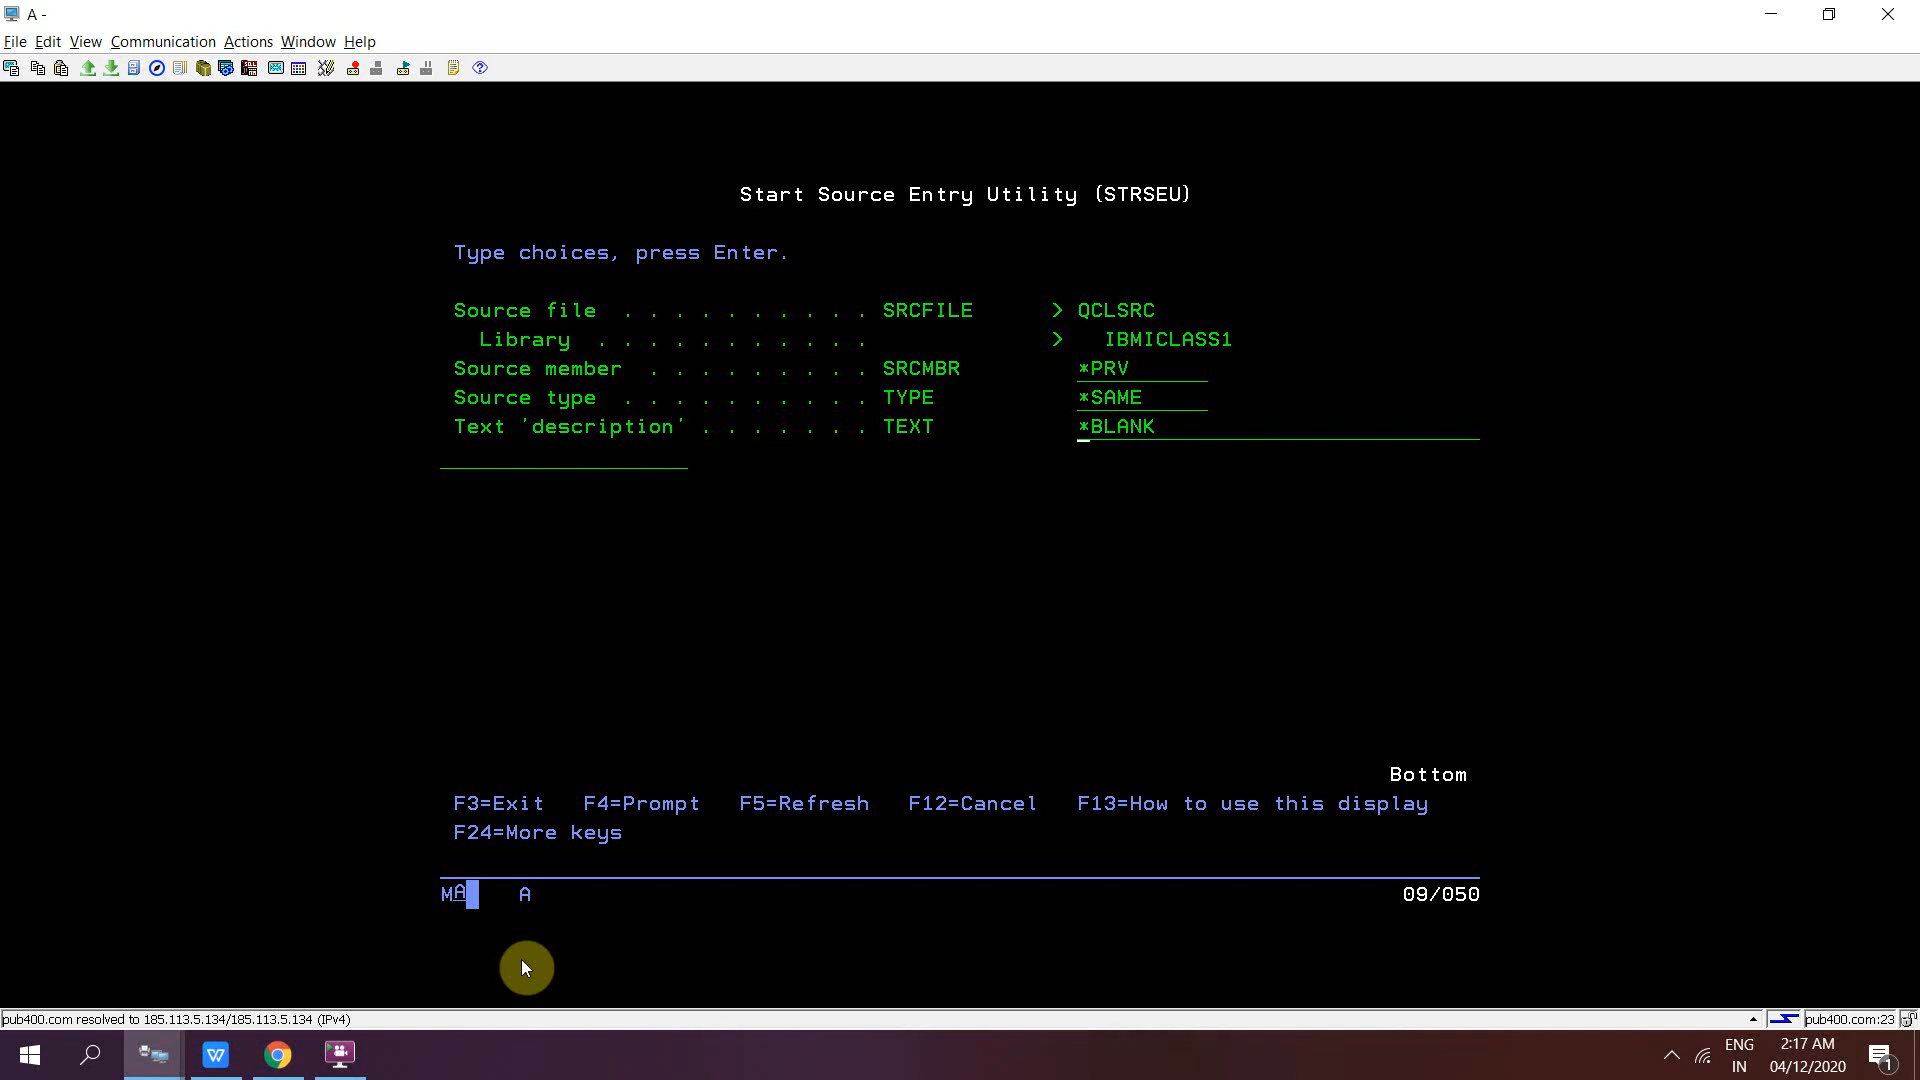 A -
File Edit View Communication Actions Window Help
Start Source Entry Utility (STRSEU)
Type choices, press Enter.
Source file . . . . . . . . . . SRCFILE > QCLSRC
Library . . . . . . . . . . . > IBMICLASS1
Source member . . . . . . . . . SRCMBR *PRV
Source type . . . . . . . . . . TYPE *SAME
Text 'description' . . . . . . . TEXT *BLANK
Bottom
F3=Exit F4=Prompt F5=Refresh F12=Cancel F13=How to use this display
F24=More keys
MA A 09/050
pub400.com resolved to 185.113.5.134/185.113.5.134 (IPv4) pub400.com:23
W
ENG 2:17 AM
IN 04/12/2020 1